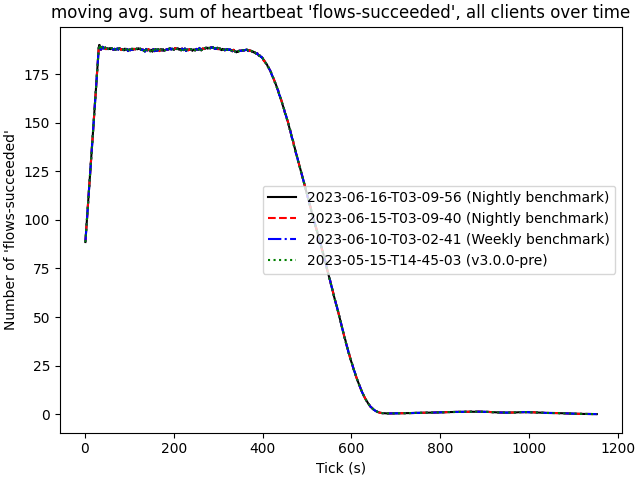 moving avg. sum of heartbeat 'flows-succeeded', all clients over time
Number of 'flows-succeeded'
175
150
125
100
75
50
25
0
2023-06-16-T03-09-56 (Nightly benchmark)
2023-06-15-T03-09-40 (Nightly benchmark)
2023-06-10-T03-02-41 (Weekly benchmark)
2023-05-15-T14-45-03 (v3.0.0-pre)
0 200 400 600 800 1000 1200
Tick (s)